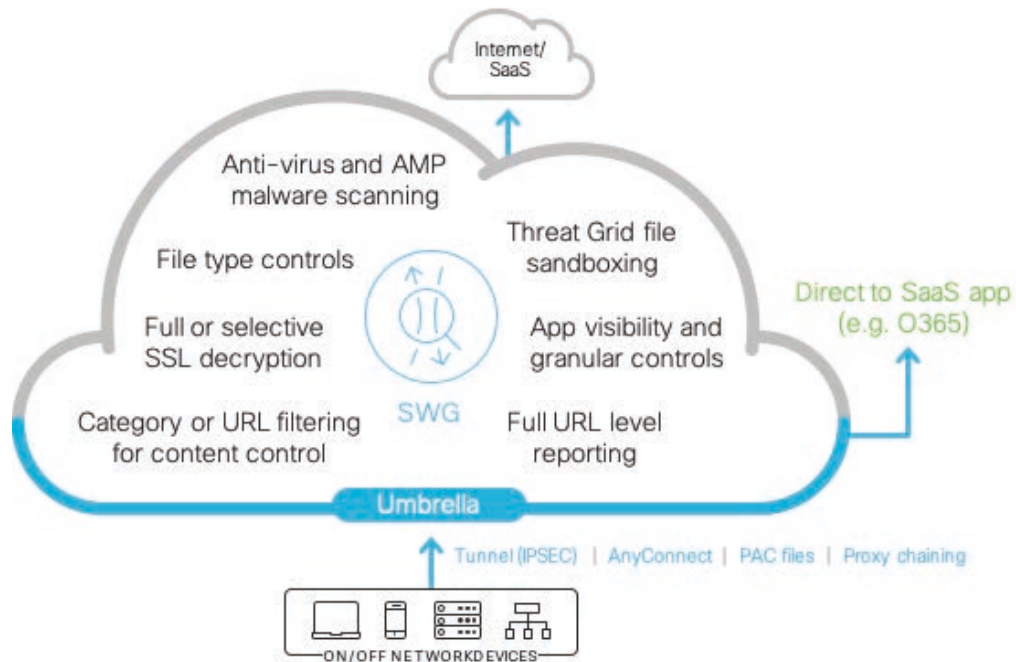 Internet/
SaaS
Anti-virus and AMP
malware scanning
Threat Grid file
sandboxing
File type controls
Direct to SaaS app
(e.g. O365)
Full or selective
SSL decryption
App visibility and
granular controls
SWG
Category or URL filtering
for content control
Full URL level
reporting
Umbrella
Tunnel (IPSEC) | AnyConnect | PAC files | Proxy chaining
ON/OFF NETWORKDEVICES